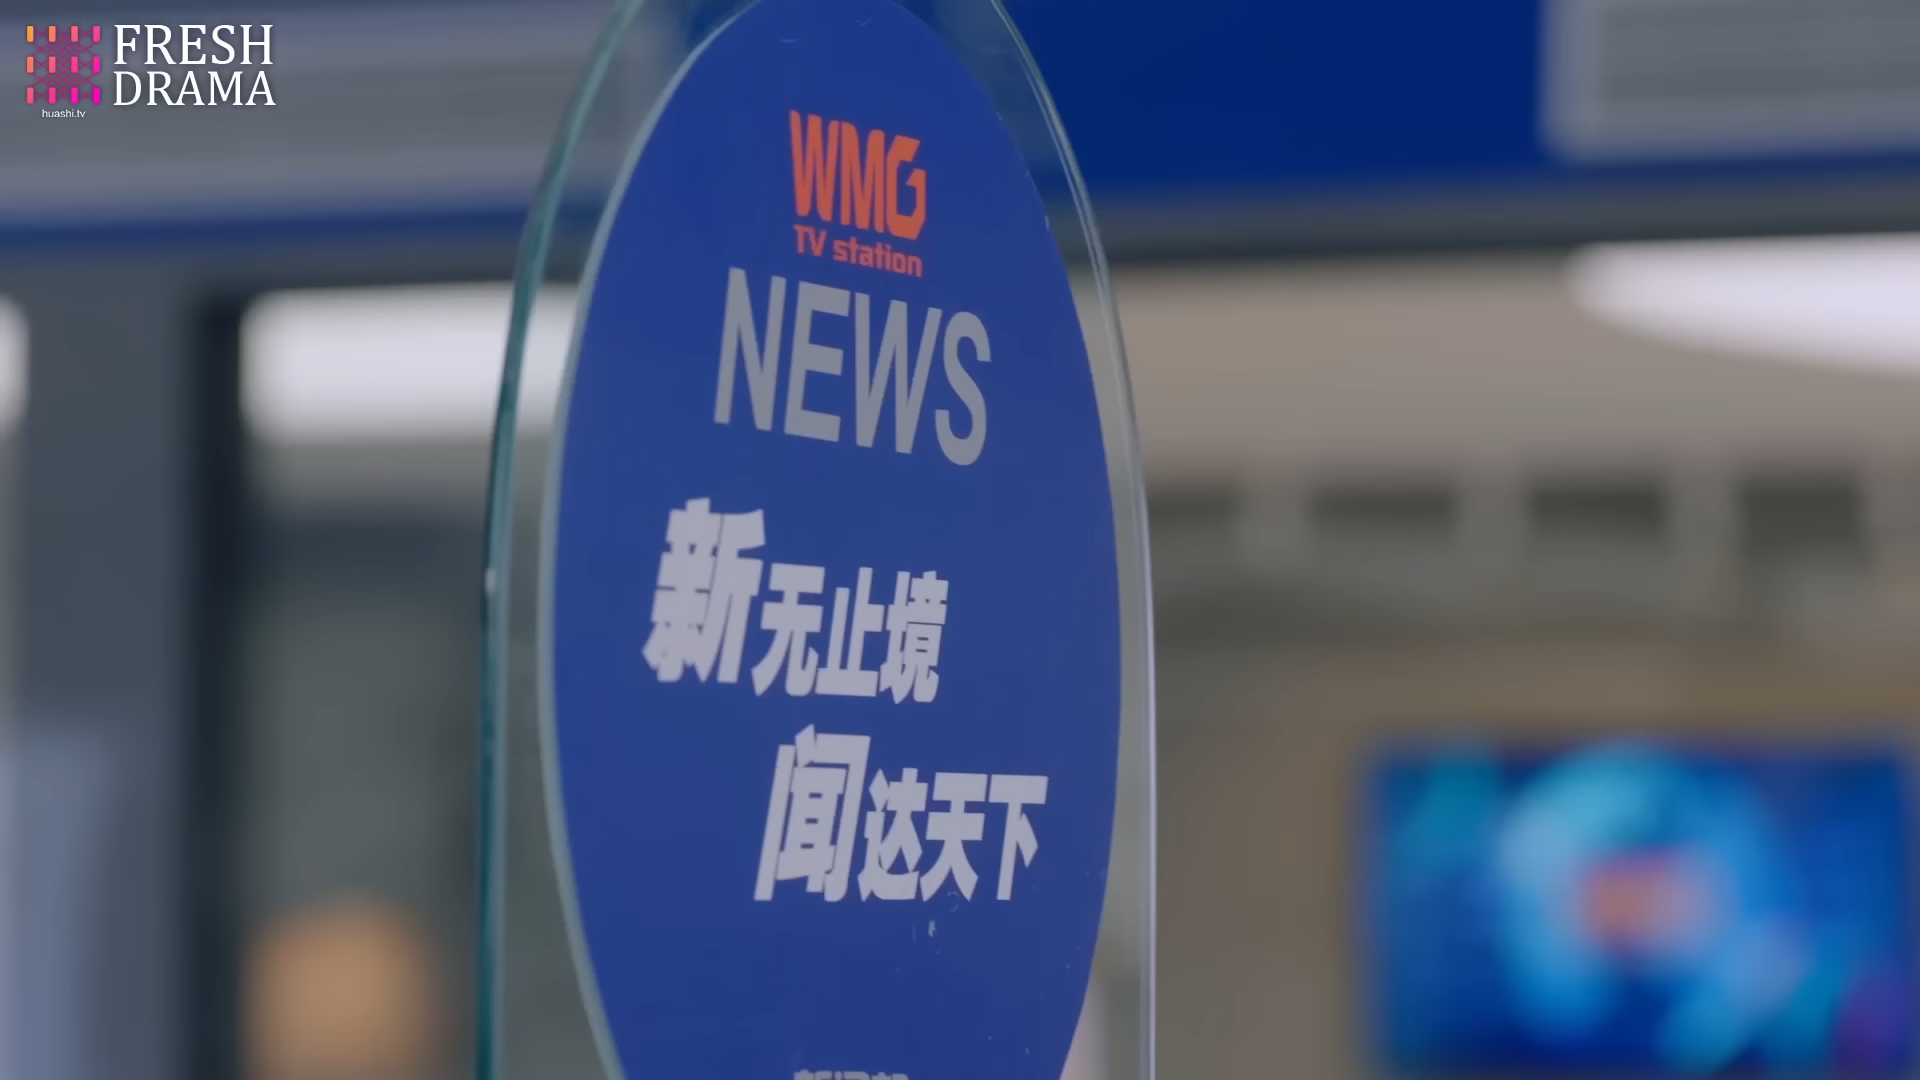 FRESH
DRAMA
huashi.tv
WMG
TV station
NEWS
新无止境
闻达天下